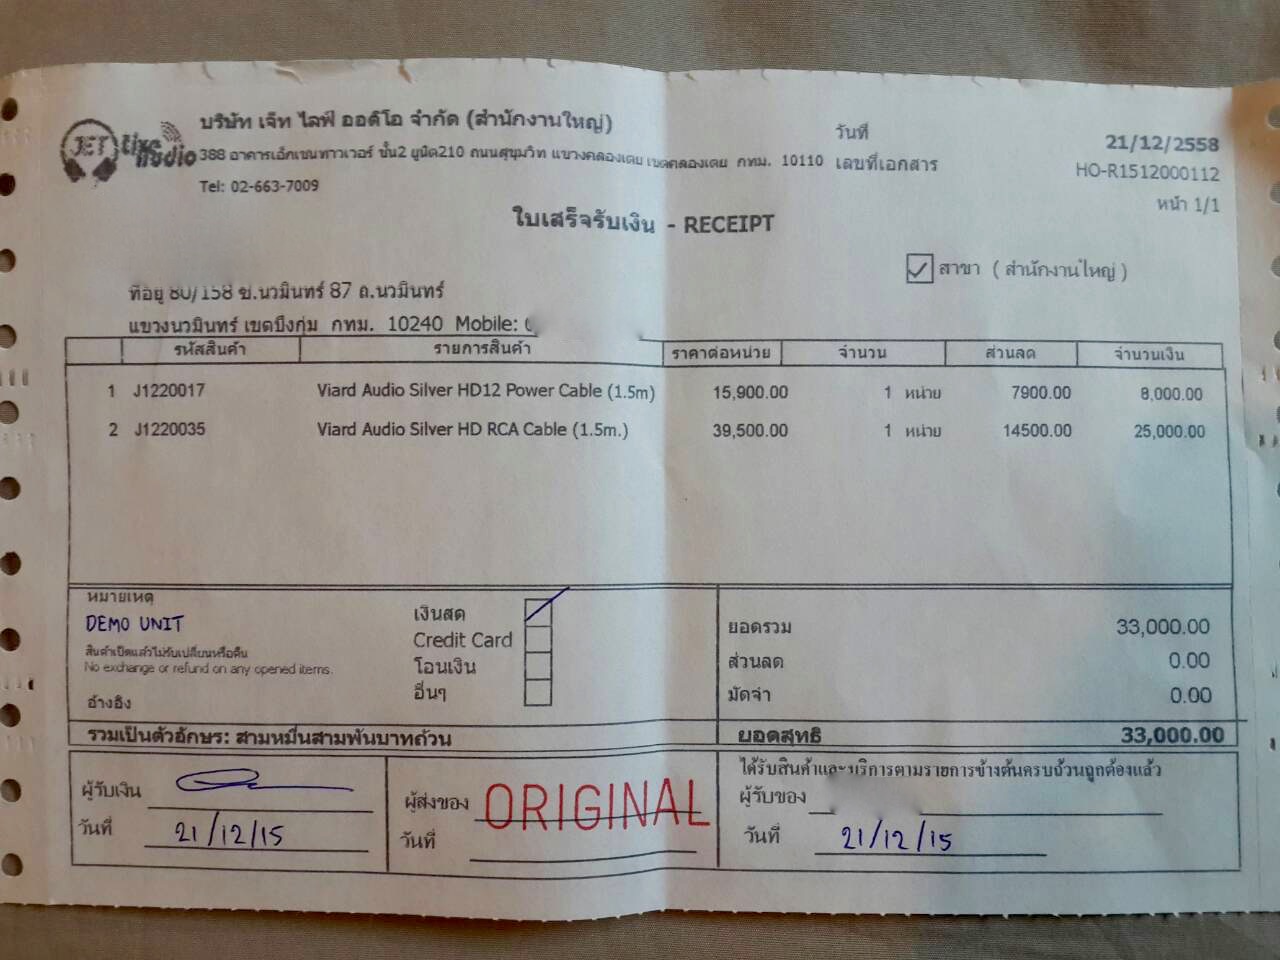 JET Live Audio
บริษัท เจ็ท ไลฟ์ ออดิโอ จำกัด (สำนักงานใหญ่)
388 อาคารเอ็กเชนทาวเวอร์ ชั้น2 ยูนิต210 ถนนสุขุมวิท แขวงคลองเตย เขตคลองเตย กทม. 10110
Tel: 02-663-7009
วันที่ 21/12/2558
เลขที่เอกสาร HO-R1512000112
หน้า 1/1
ใบเสร็จรับเงิน - RECEIPT
สาขา ( สำนักงานใหญ่ )
ที่อยู่ 80/158 ซ.นวมินทร์ 87 ถ.นวมินทร์
แขวงนวมินทร์ เขตบึงกุ่ม กทม. 10240 Mobile:
รหัสสินค้า รายการสินค้า ราคาต่อหน่วย จำนวน ส่วนลด จำนวนเงิน
1 J1220017 Viard Audio Silver HD12 Power Cable (1.5m) 15,900.00 1 หน่วย 7900.00 8,000.00
2 J1220035 Viard Audio Silver HD RCA Cable (1.5m.) 39,500.00 1 หน่วย 14500.00 25,000.00
หมายเหตุ
DEMO UNIT
สินค้าเปิดแล้วไม่รับเปลี่ยนหรือคืน
No exchange or refund on any opened items.
อ้างอิง
เงินสด
Credit Card
โอนเงิน
อื่นๆ
ยอดรวม 33,000.00
ส่วนลด 0.00
มัดจำ 0.00
รวมเป็นตัวอักษร: สามหมื่นสามพันบาทถ้วน
ยอดสุทธิ 33,000.00
ผู้รับเงิน
วันที่ 21/12/15
ผู้ส่งของ ORIGINAL
วันที่
ได้รับสินค้าและบริการตามรายการข้างต้นครบถ้วนถูกต้องแล้ว
ผู้รับของ
วันที่ 21/12/15